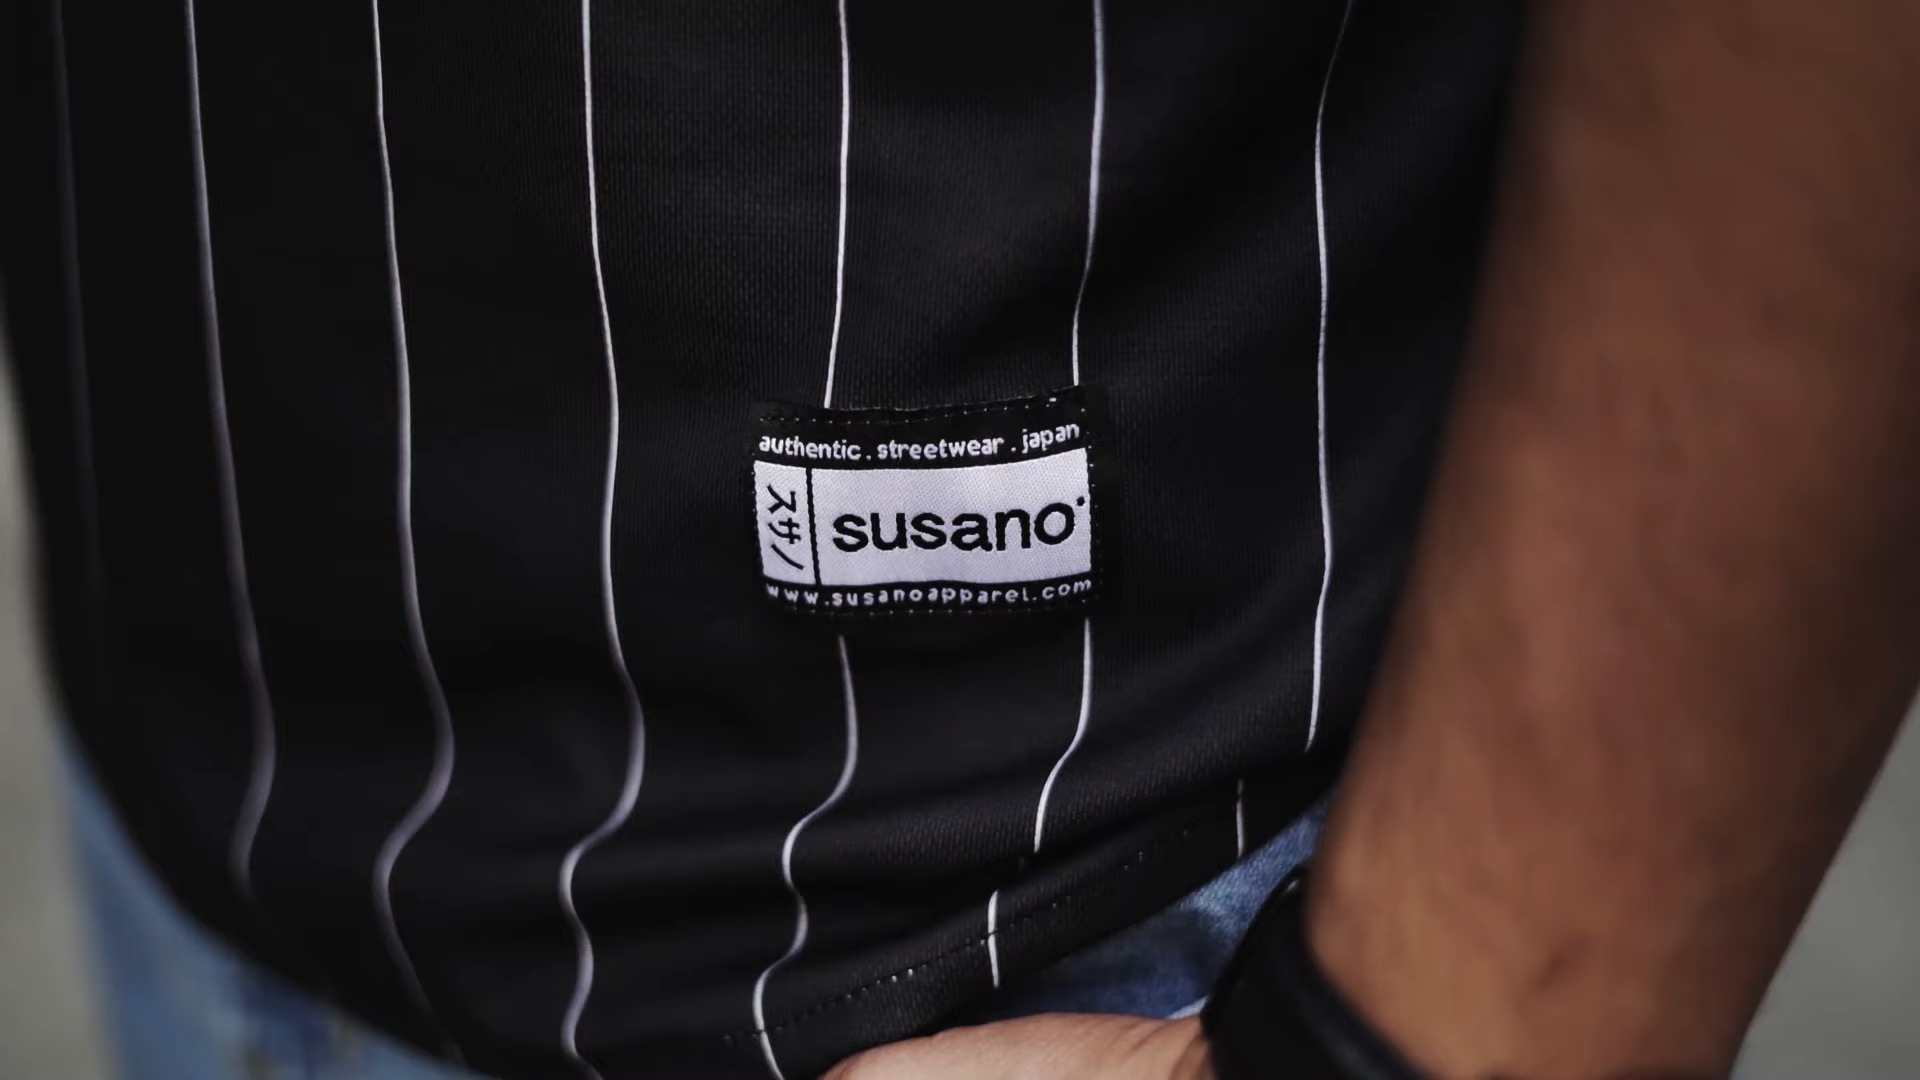 authentic . streetwear . japan
スサノ
susano
www.susanoapparel.com